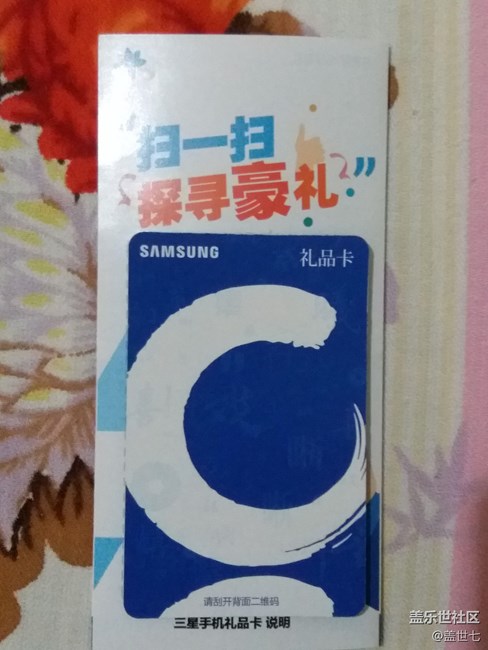 “扫一扫
探寻豪礼”
SAMSUNG
礼品卡
请刮开背面二维码
三星手机礼品卡 说明
盖乐世社区
@盖世七